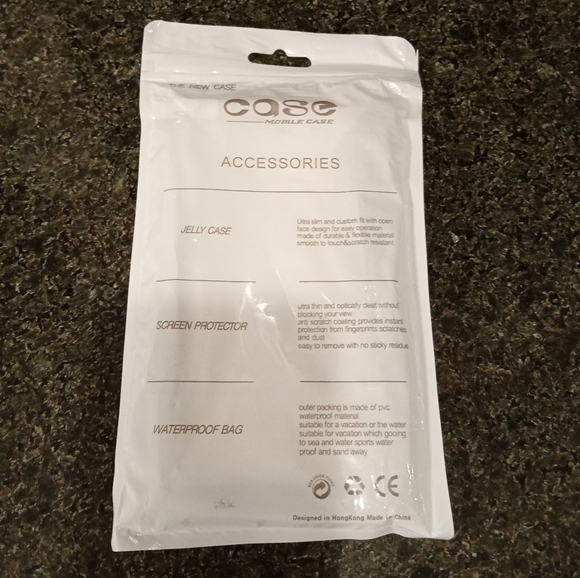 THE NEW CASE
case
MOBILE CASE
ACCESSORIES
JELLY CASE
Ultra slim and custom fit with open
face design for easy operation
made of durable & flexible material
smooth to touch&scratch resistant
SCREEN PROTECTOR
utra thin and optically deat without
blocking your view
anti scratch coating provides instant
protection from fingerprints sclatches
and dust
easy to remove with no sticky residue
WATERPROOF BAG
outer packing is made of pvc
waterproof material
suitable for a vacation or the water
suitable for vacation which gooing
to sea and water sports water
proof and sand away
CE
Designed in HongKong Made in China